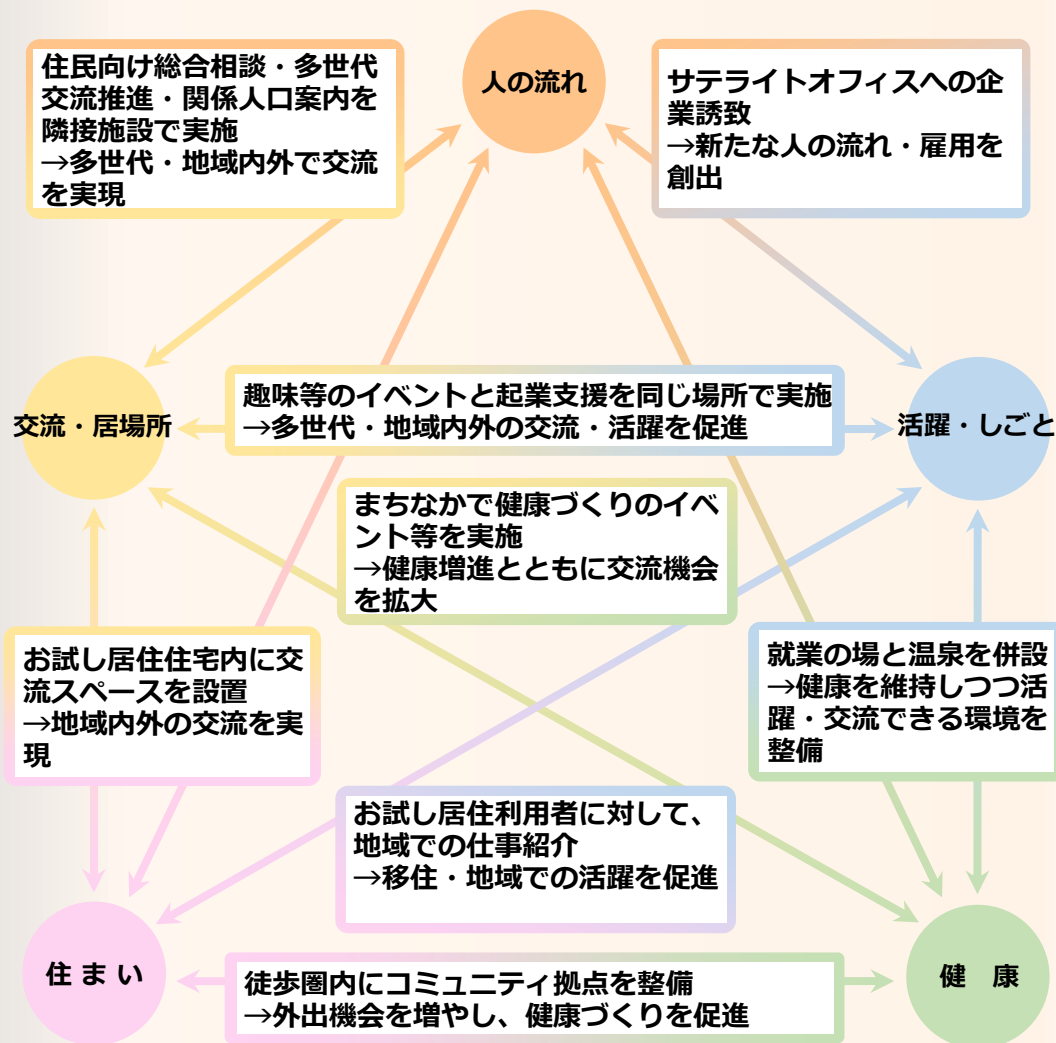 人の流れ
住民向け総合相談・多世代
交流推進・関係人口案内を
隣接施設で実施
→多世代・地域内外で交流
を実現
サテライトオフィスへの企
業誘致
→新たな人の流れ・雇用を
創出
交流・居場所
趣味等のイベントと起業支援を同じ場所で実施
→多世代・地域内外の交流・活躍を促進
活躍・しごと
まちなかで健康づくりのイベ
ント等を実施
→健康増進とともに交流機会
を拡大
お試し居住住宅内に交
流スペースを設置
→地域内外の交流を実
現
就業の場と温泉を併設
→健康を維持しつつ活
躍・交流できる環境を
整備
お試し居住利用者に対して、
地域での仕事紹介
→移住・地域での活躍を促進
住 ま い
徒歩圏内にコミュニティ拠点を整備
→外出機会を増やし、健康づくりを促進
健　康